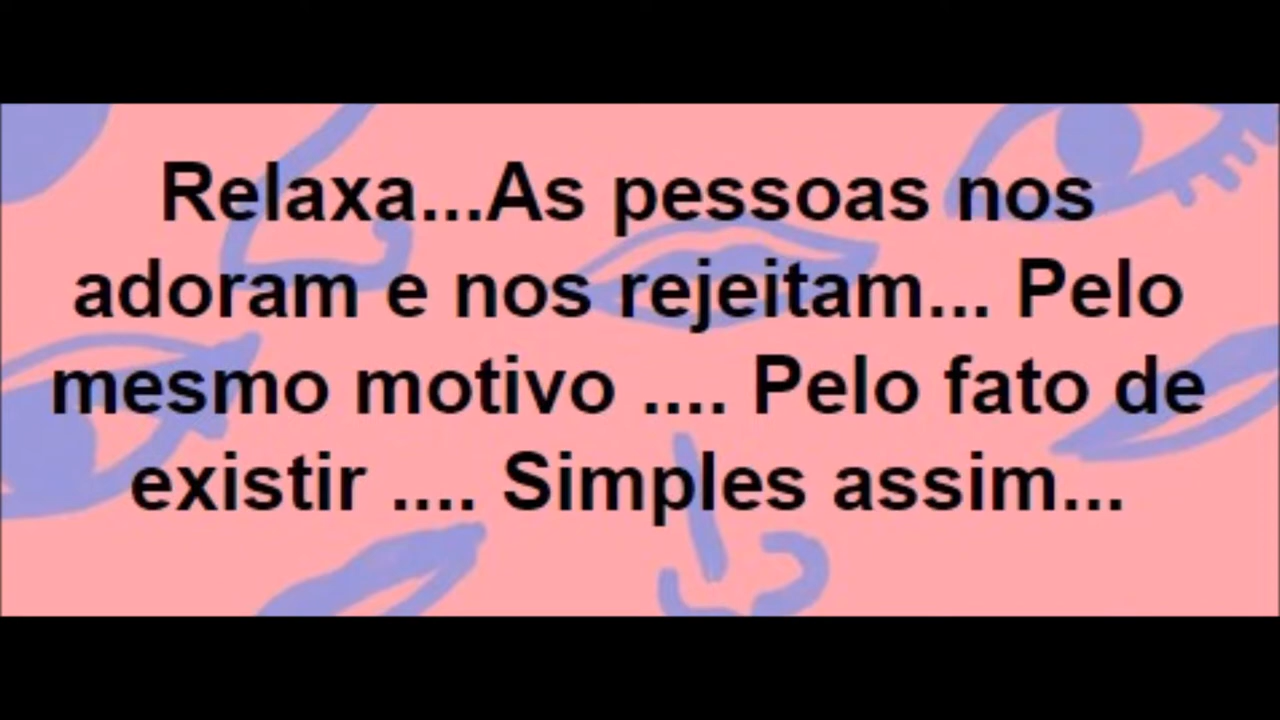 Relaxa...As pessoas nos
adoram e nos rejeitam... Pelo
mesmo motivo .... Pelo fato de
existir .... Simples assim...